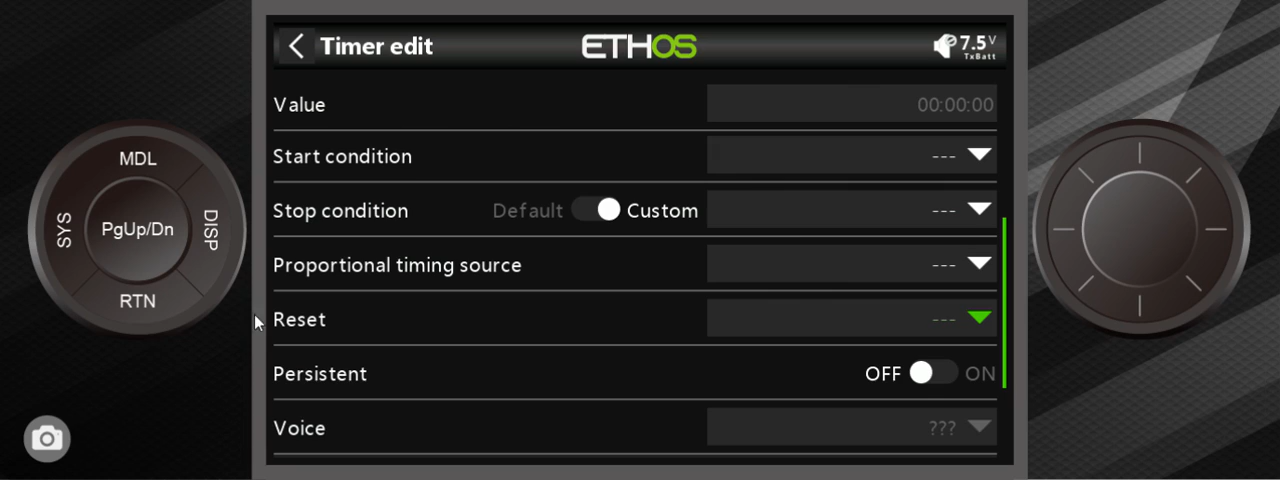 Timer edit
ETHOS
7.5V
TxBatt
Value 00:00:00
Start condition ---
Stop condition Default Custom ---
Proportional timing source ---
Reset ---
Persistent OFF ON
Voice ???
MDL
SYS
PgUp/Dn
DISP
RTN